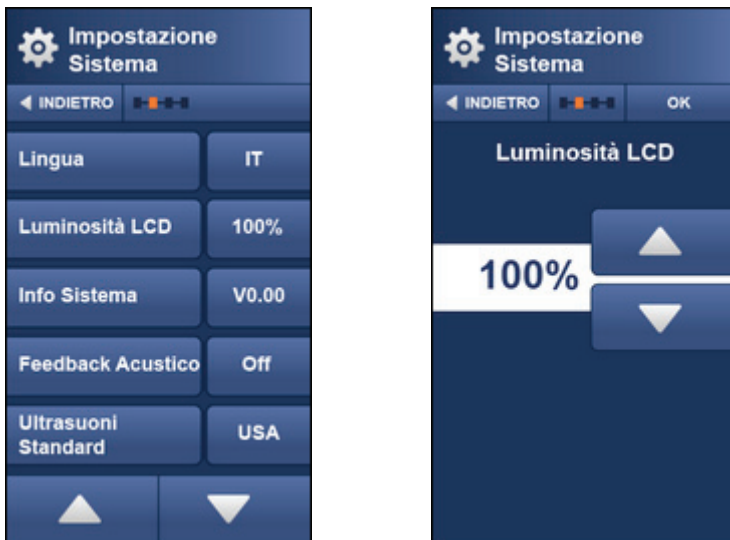 Impostazione
Sistema
INDIETRO
Lingua IT
Luminosità LCD 100%
Info Sistema V0.00
Feedback Acustico Off
Ultrasuoni
Standard USA
Impostazione
Sistema
INDIETRO OK
Luminosità LCD
100%